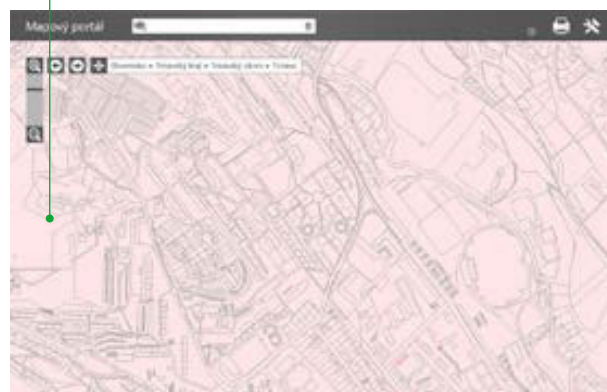 Mapový portál
Slovensko ▸ Trnavský kraj ▸ Trnavský okres ▸ Trnava